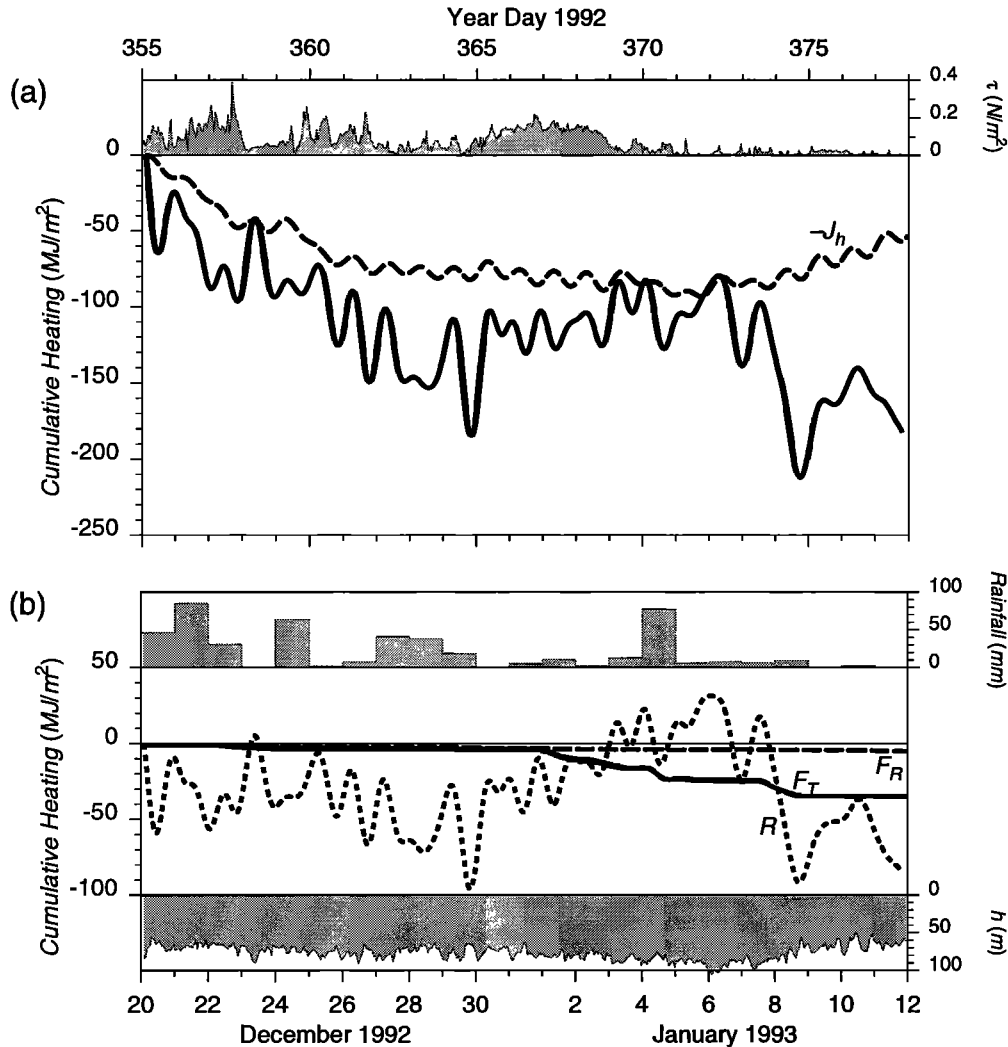 Year Day 1992
355 360 365 370 375
(a)
0.4
0.2
0
τ (N/m²)
0
-50
-100
-150
-200
-250
Cumulative Heating (MJ/m²)
–J_h
(b)
100
50
0
Rainfall (mm)
50
0
-50
-100
Cumulative Heating (MJ/m²)
F_R
F_T
R
0
50
100
h (m)
20 22 24 26 28 30 2 4 6 8 10 12
December 1992 January 1993